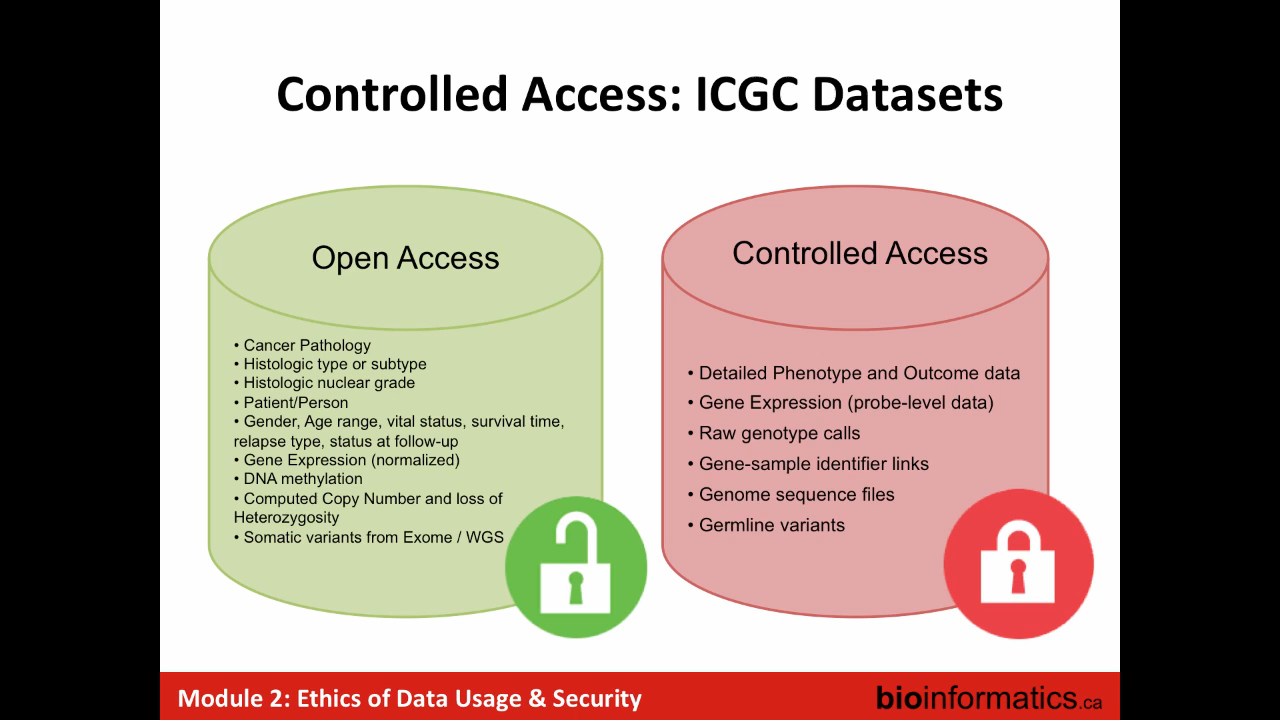 Controlled Access: ICGC Datasets
Open Access
• Cancer Pathology
• Histologic type or subtype
• Histologic nuclear grade
• Patient/Person
• Gender, Age range, vital status, survival time,
relapse type, status at follow-up
• Gene Expression (normalized)
• DNA methylation
• Computed Copy Number and loss of
Heterozygosity
• Somatic variants from Exome / WGS
Controlled Access
• Detailed Phenotype and Outcome data
• Gene Expression (probe-level data)
• Raw genotype calls
• Gene-sample identifier links
• Genome sequence files
• Germline variants
Module 2: Ethics of Data Usage & Security
bioinformatics.ca